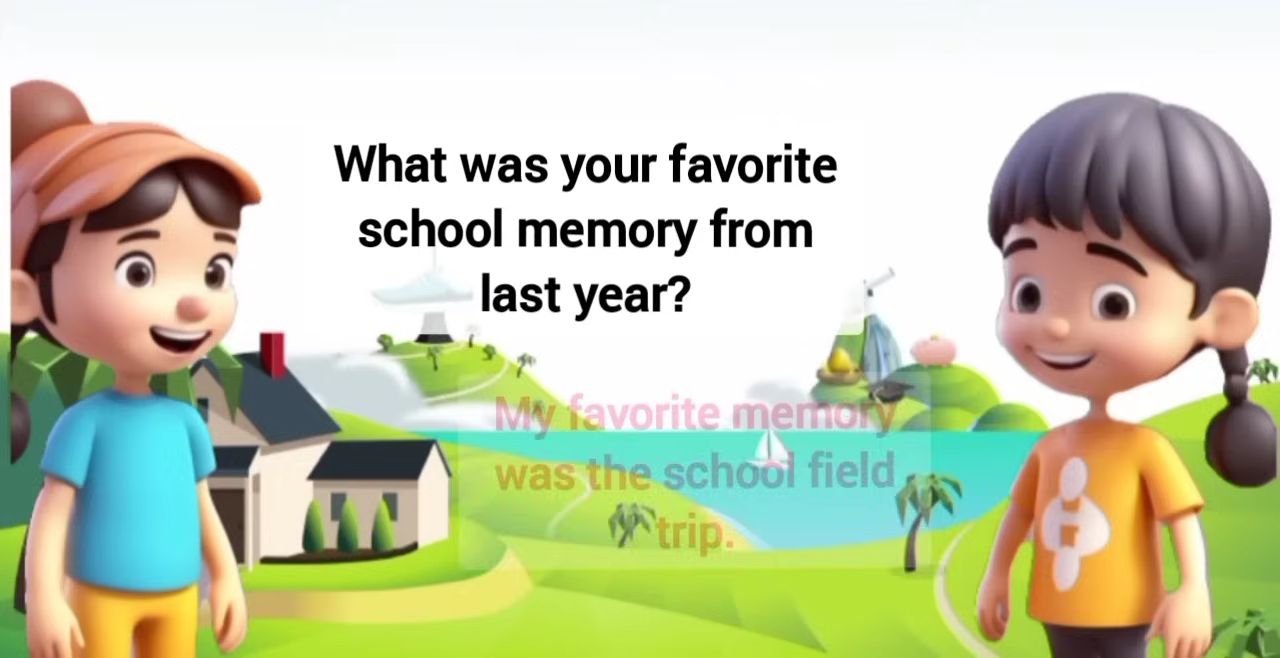 What was your favorite
school memory from
last year?
My favorite memory
was the school field
trip.